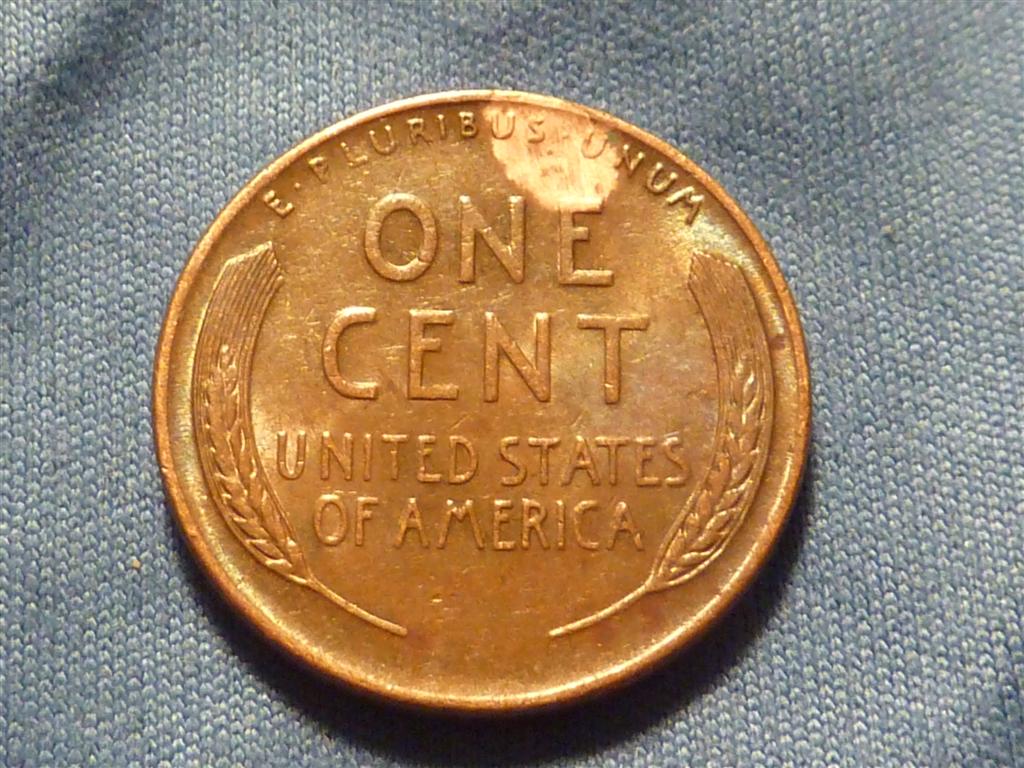 E·PLURIBUS·UNUM
ONE
CENT
UNITED STATES
OF AMERICA